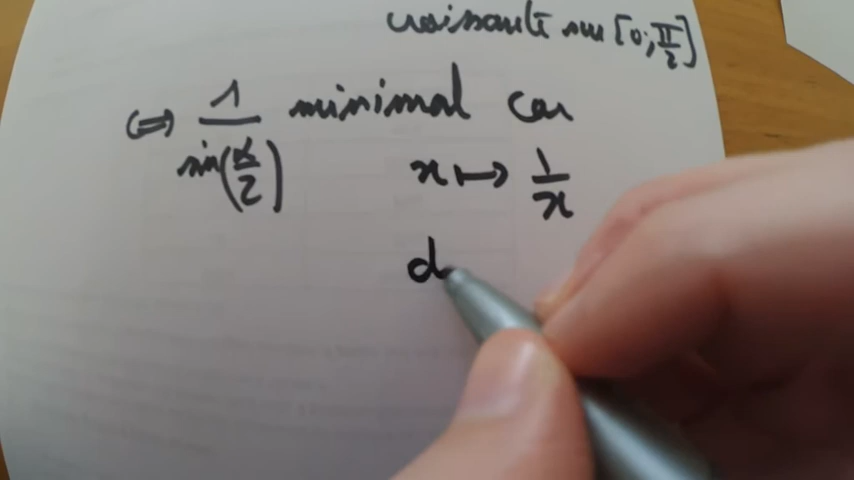 croissante sur [0;π/2]
⇔ 1/sin(α/2) minimal car
x ↦ 1/x
d